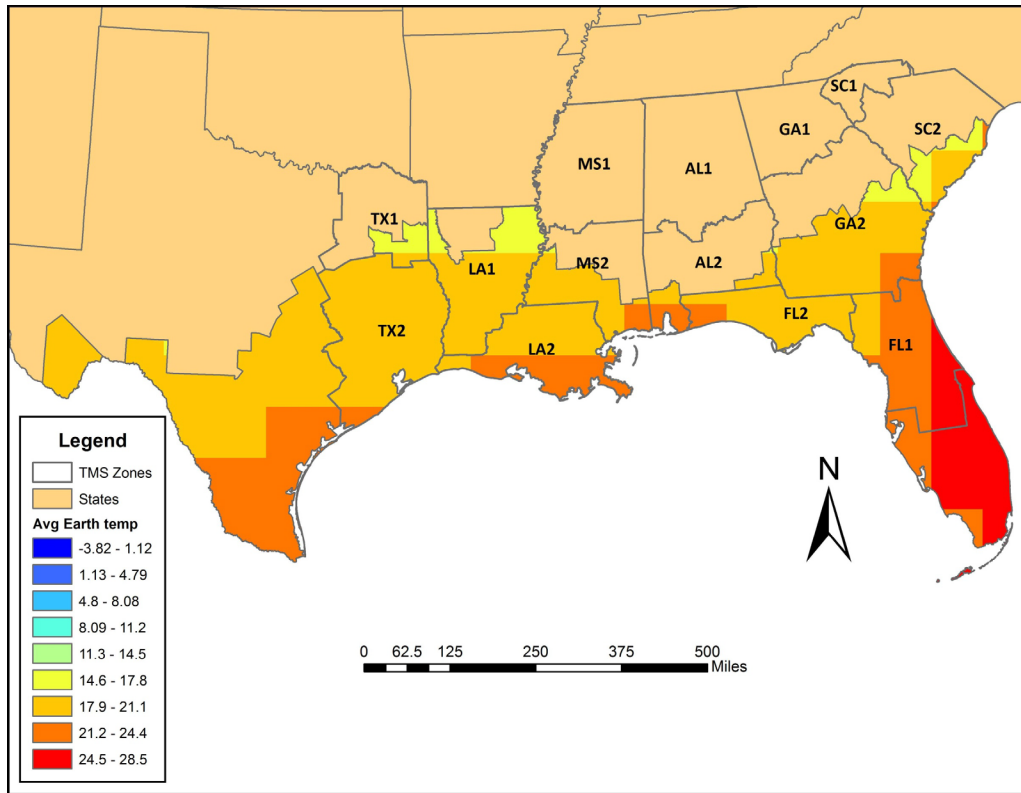 SC1
GA1
SC2
MS1
AL1
TX1
GA2
MS2
AL2
LA1
FL2
TX2
LA2
FL1
Legend
TMS Zones
States
Avg Earth temp
-3.82 - 1.12
1.13 - 4.79
4.8 - 8.08
8.09 - 11.2
11.3 - 14.5
14.6 - 17.8
17.9 - 21.1
21.2 - 24.4
24.5 - 28.5
N
0 62.5 125 250 375 500
Miles